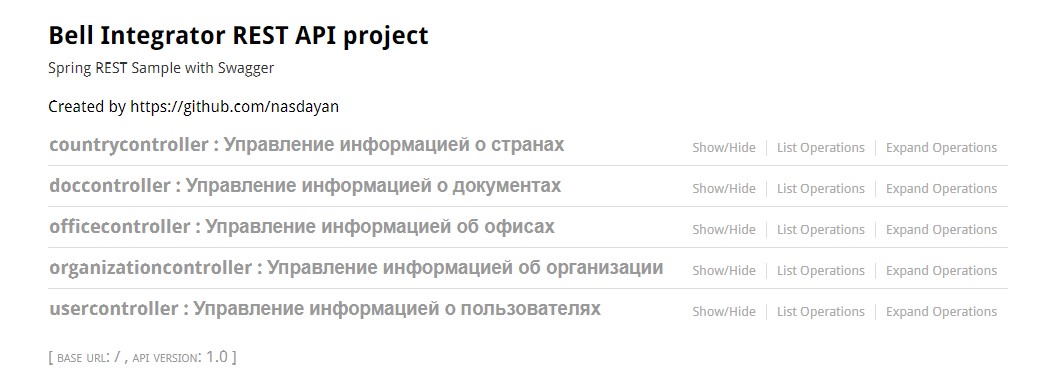 Bell Integrator REST API project
Spring REST Sample with Swagger
Created by https://github.com/nasdayan
countrycontroller : Управление информацией о странах Show/Hide List Operations Expand Operations
doccontroller : Управление информацией о документах Show/Hide List Operations Expand Operations
officecontroller : Управление информацией об офисах Show/Hide List Operations Expand Operations
organizationcontroller : Управление информацией об организации Show/Hide List Operations Expand Operations
usercontroller : Управление информацией о пользователях Show/Hide List Operations Expand Operations
[ BASE URL: / , API VERSION: 1.0 ]